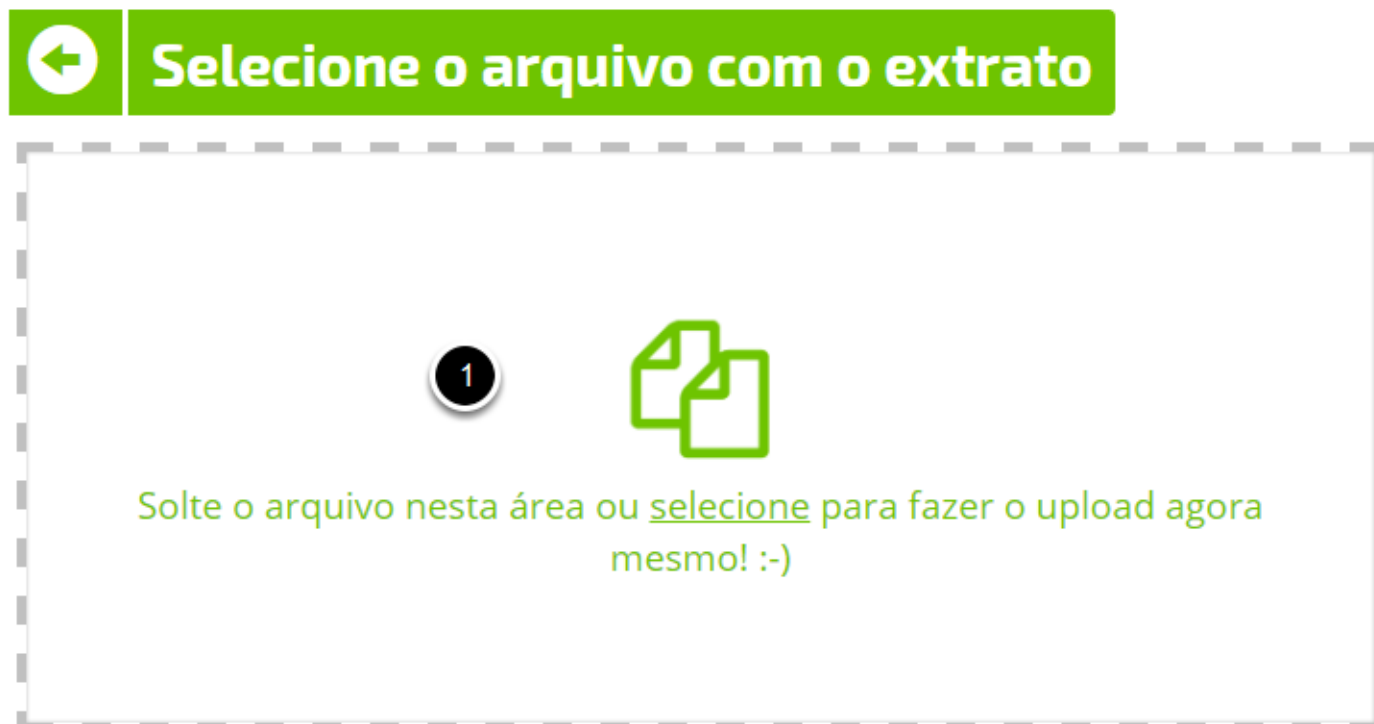 Selecione o arquivo com o extrato
1
Solte o arquivo nesta área ou selecione para fazer o upload agora
mesmo! :-)